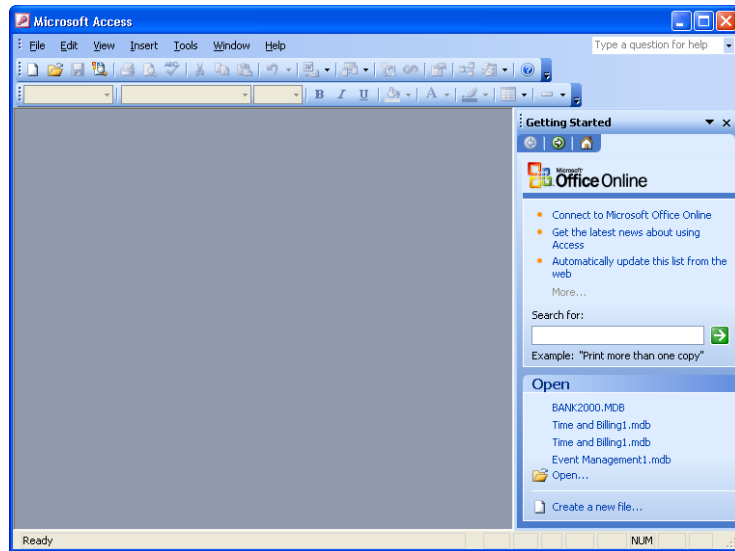 Microsoft Access
File Edit View Insert Tools Window Help Type a question for help
ABC
B I U A
Getting Started
Microsoft
Office Online
Connect to Microsoft Office Online
Get the latest news about using
Access
Automatically update this list from the
web
More...
Search for:
Example: "Print more than one copy"
Open
BANK2000.MDB
Time and Billing1.mdb
Time and Billing1.mdb
Event Management1.mdb
Open...
Create a new file...
Ready NUM